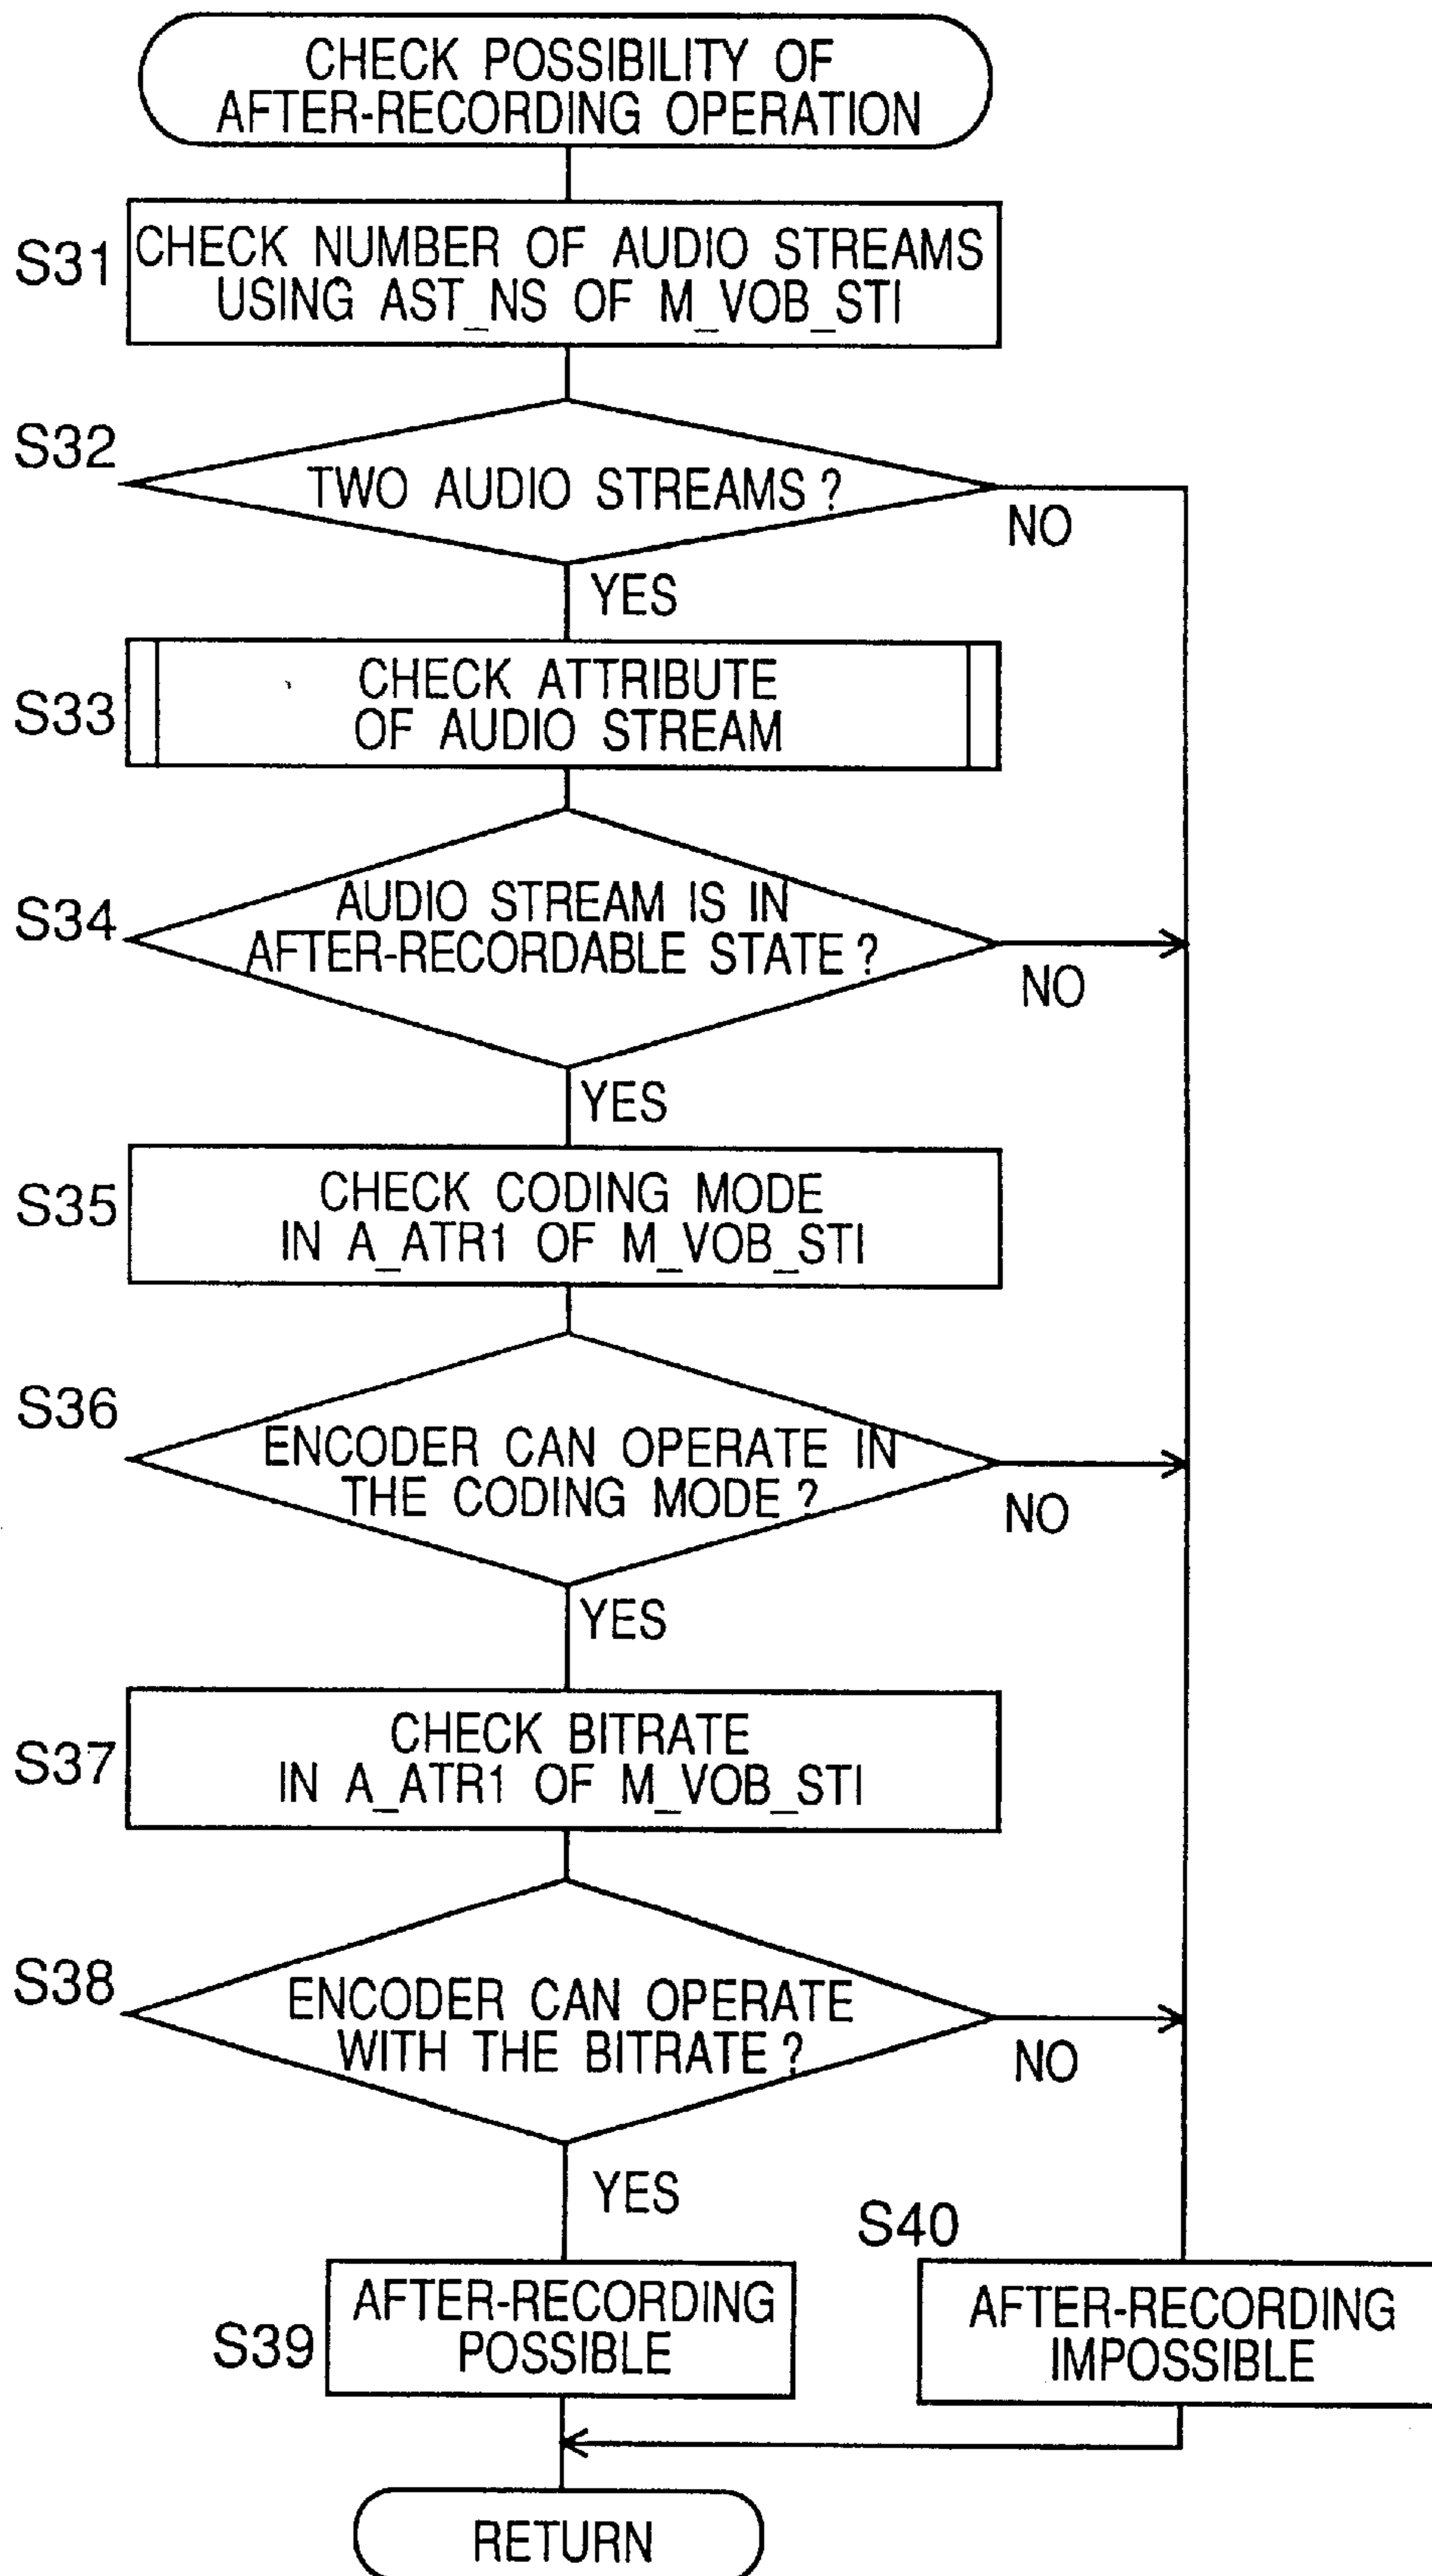 CHECK POSSIBILITY OF
AFTER-RECORDING OPERATION
S31
CHECK NUMBER OF AUDIO STREAMS
USING AST_NS OF M_VOB_STI
S32
TWO AUDIO STREAMS?
NO
YES
S33
CHECK ATTRIBUTE
OF AUDIO STREAM
S34
AUDIO STREAM IS IN
AFTER-RECORDABLE STATE?
NO
YES
S35
CHECK CODING MODE
IN A_ATR1 OF M_VOB_STI
S36
ENCODER CAN OPERATE IN
THE CODING MODE?
NO
YES
S37
CHECK BITRATE
IN A_ATR1 OF M_VOB_STI
S38
ENCODER CAN OPERATE
WITH THE BITRATE?
NO
YES
S39
AFTER-RECORDING
POSSIBLE
S40
AFTER-RECORDING
IMPOSSIBLE
RETURN